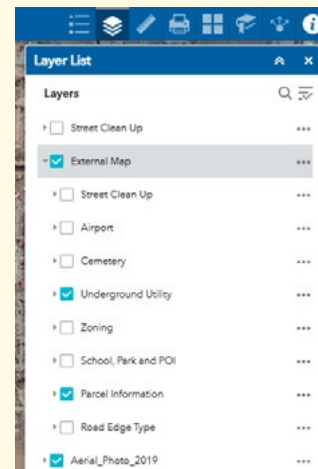 Layer List
Layers
Street Clean Up
External Map
Street Clean Up
Airport
Cemetery
Underground Utility
Zoning
School, Park and POI
Parcel Information
Road Edge Type
Aerial_Photo_2019